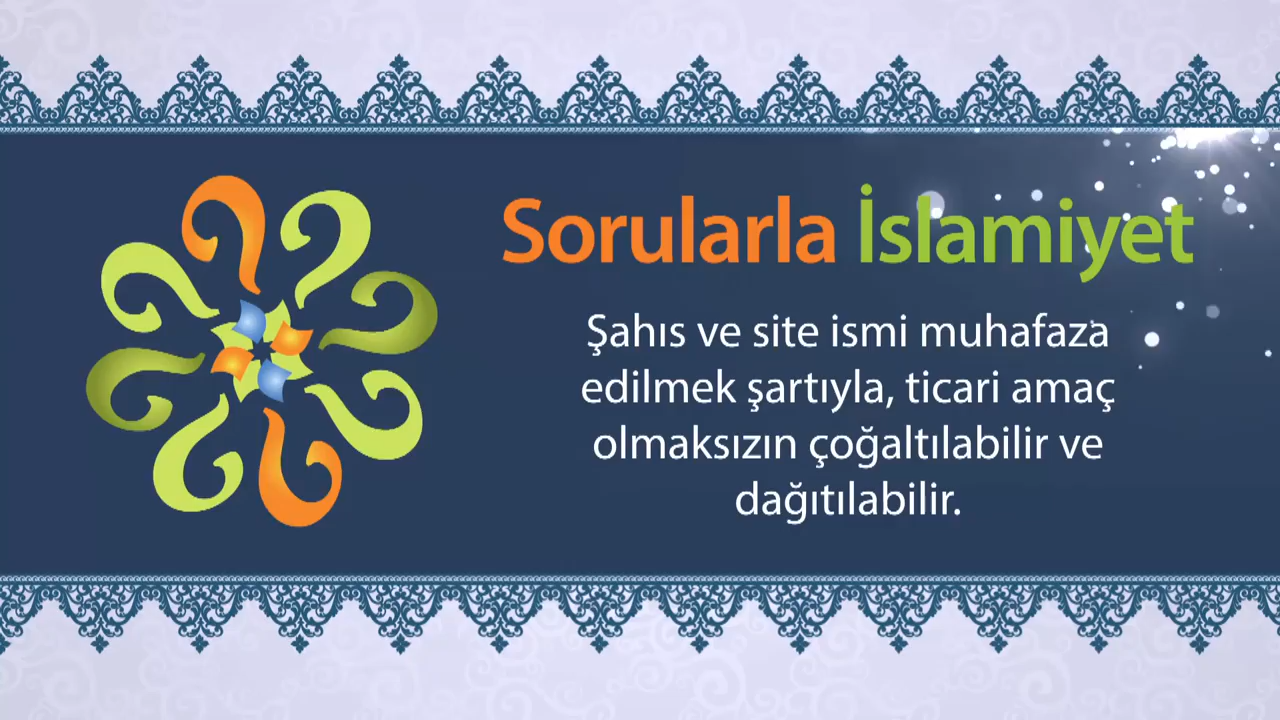 Sorularla İslamiyet
Şahıs ve site ismi muhafaza
edilmek şartıyla, ticari amaç
olmaksızın çoğaltılabilir ve
dağıtılabilir.